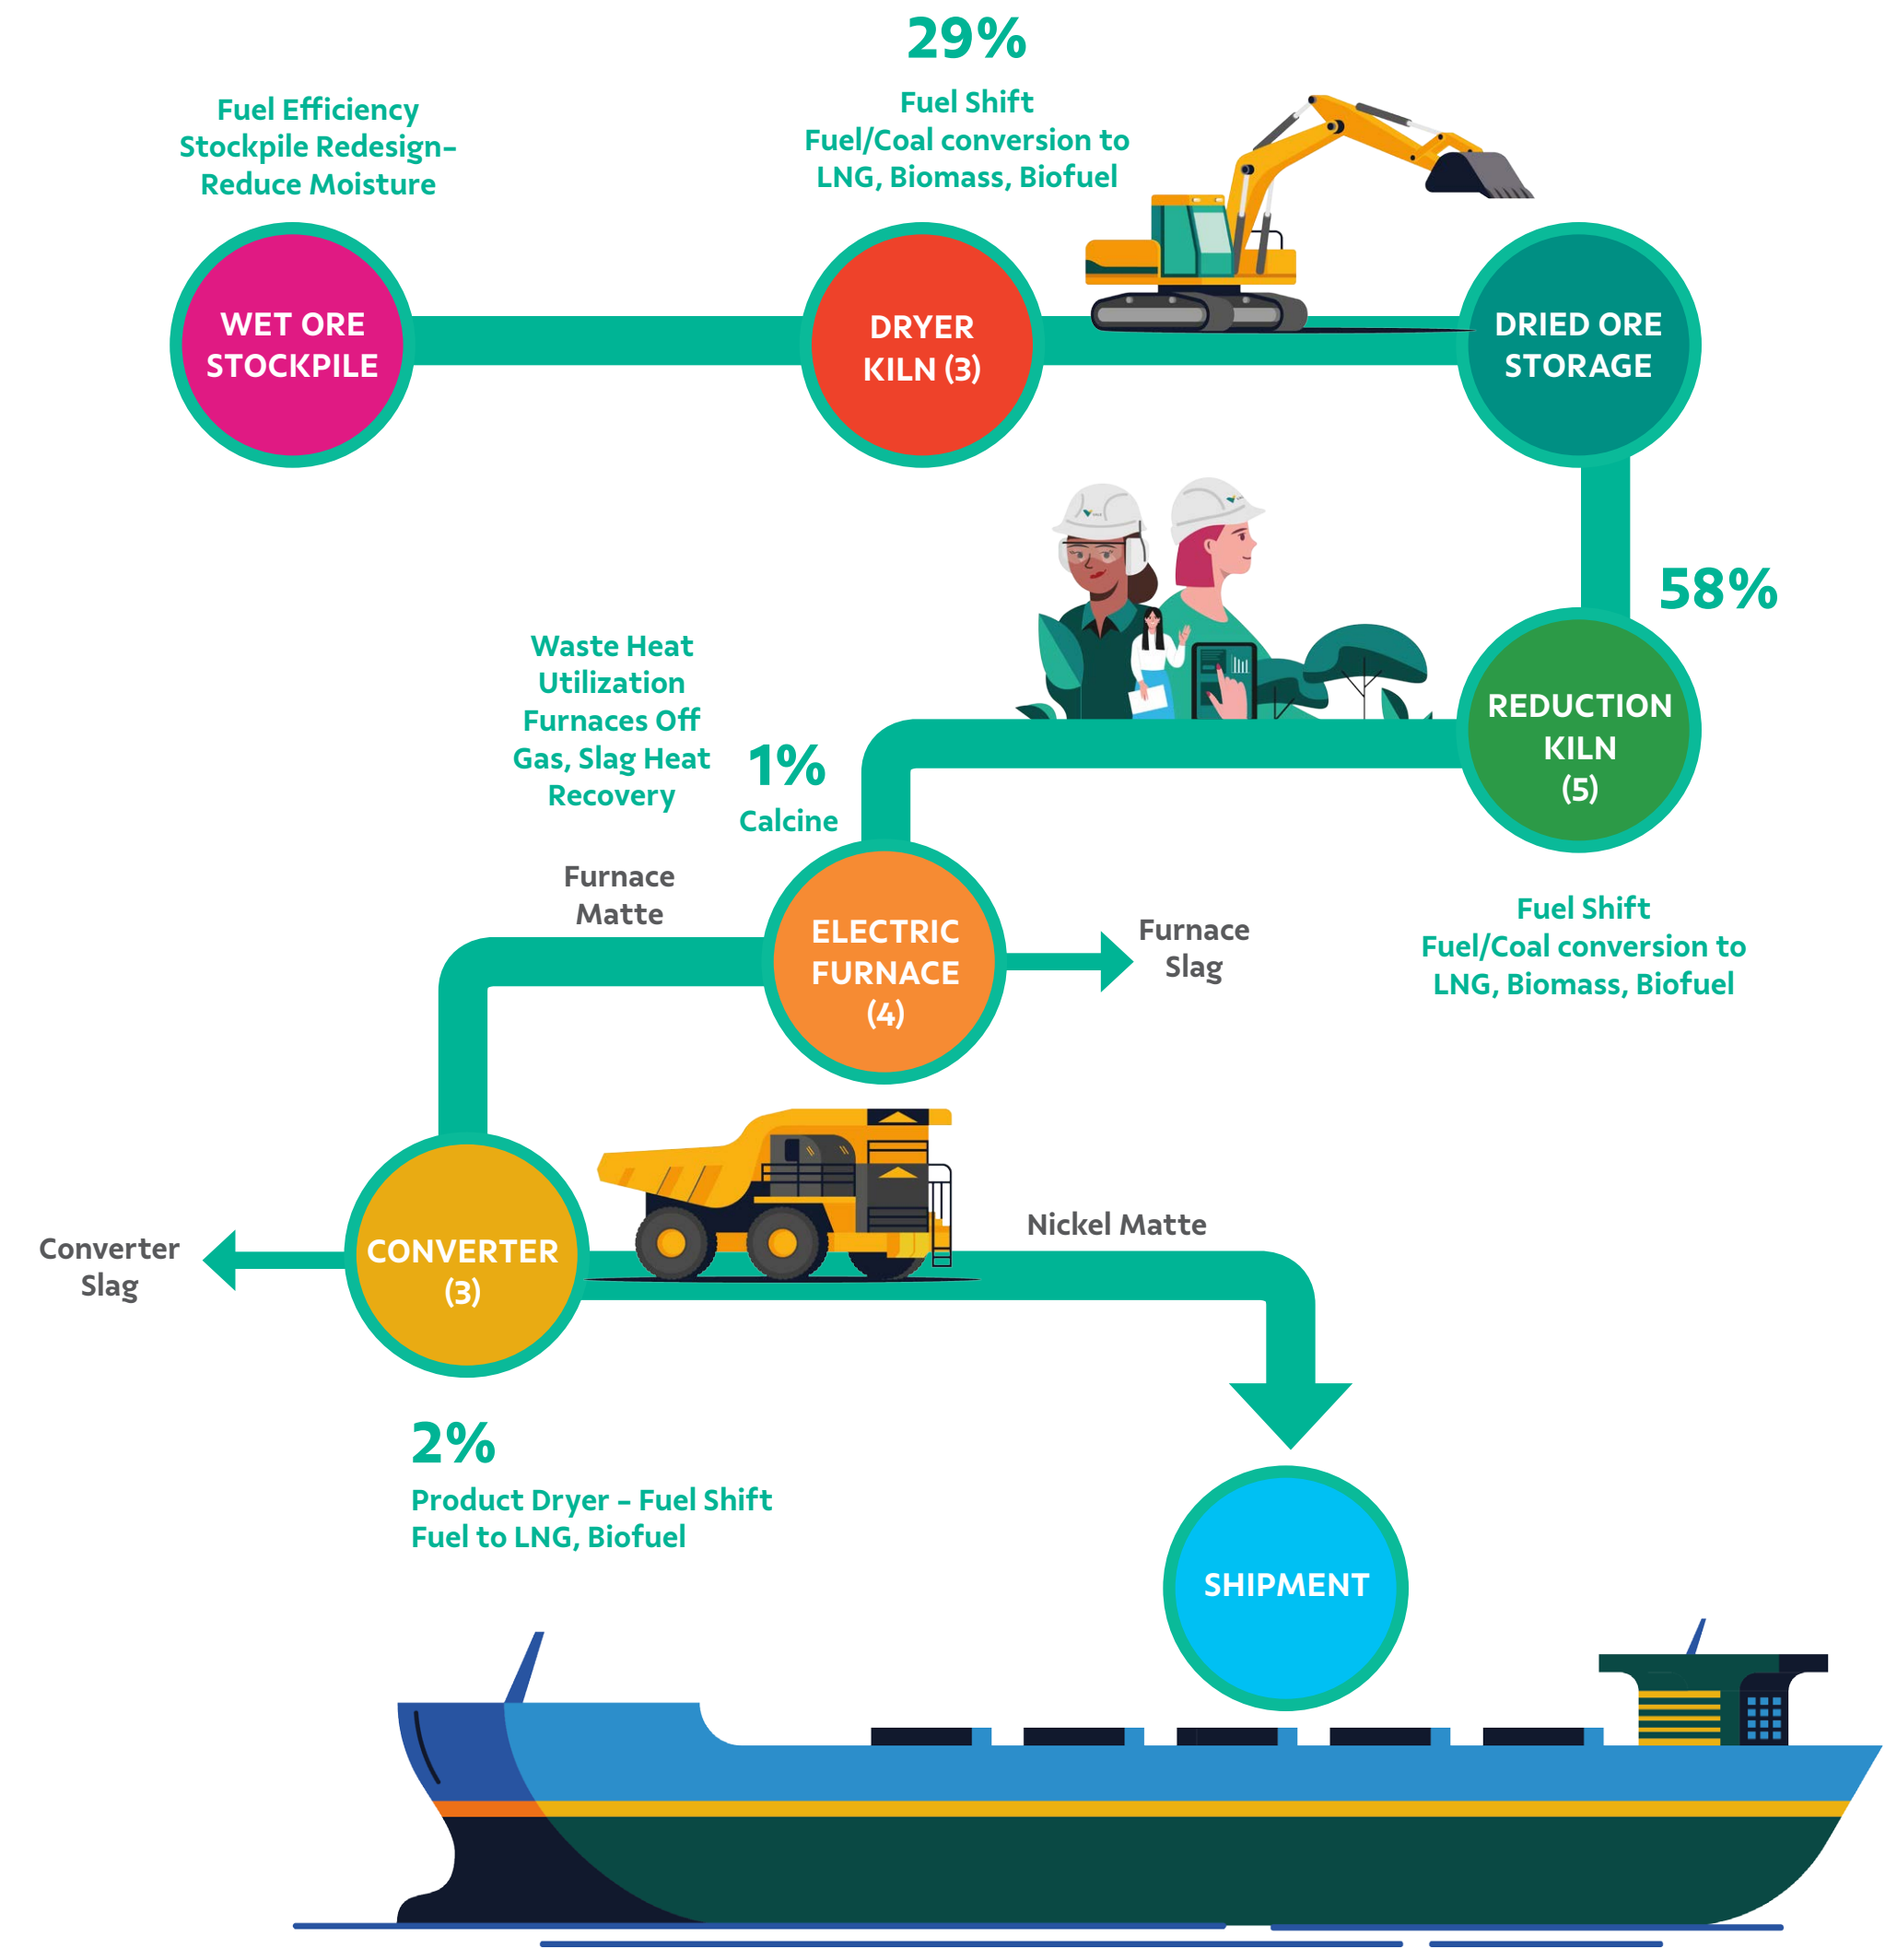 29%
Fuel Shift
Fuel/Coal conversion to
LNG, Biomass, Biofuel
Fuel Efficiency
Stockpile Redesign-
Reduce Moisture
WET ORE
STOCKPILE
DRYER
KILN (3)
DRIED ORE
STORAGE
58%
REDUCTION
KILN
(5)
Fuel Shift
Fuel/Coal conversion to
LNG, Biomass, Biofuel
Waste Heat
Utilization
Furnaces Off
Gas, Slag Heat
Recovery
1%
Calcine
Furnace
Matte
ELECTRIC
FURNACE
(4)
Furnace
Slag
Converter
Slag
CONVERTER
(3)
Nickel Matte
2%
Product Dryer - Fuel Shift
Fuel to LNG, Biofuel
SHIPMENT